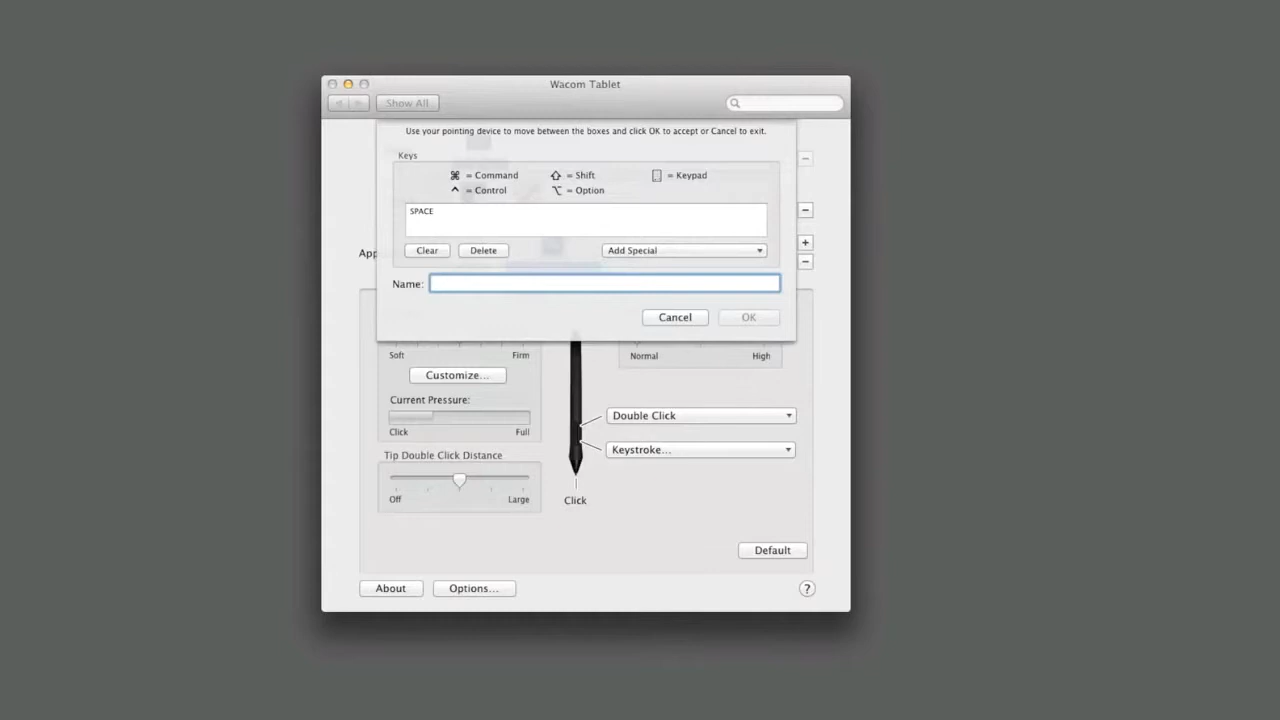 Wacom Tablet
Show All
Use your pointing device to move between the boxes and click OK to accept or Cancel to exit.
Keys
⌘ = Command ⇧ = Shift = Keypad
^ = Control ⌥ = Option
SPACE
Clear Delete Add Special
App
Name:
Cancel OK
Soft Firm Normal High
Customize...
Current Pressure:
Double Click
Click Full
Keystroke...
Tip Double Click Distance
Off Large Click
Default
About Options... ?